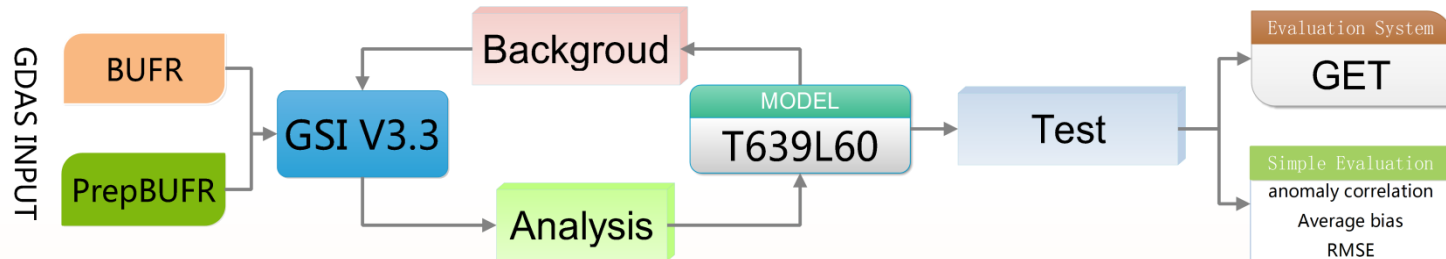 GDAS INPUT
BUFR
PrepBUFR
GSI V3.3
Backgroud
Analysis
MODEL
T639L60
Test
Evaluation System
GET
Simple Evaluation
anomaly correlation
Average bias
RMSE